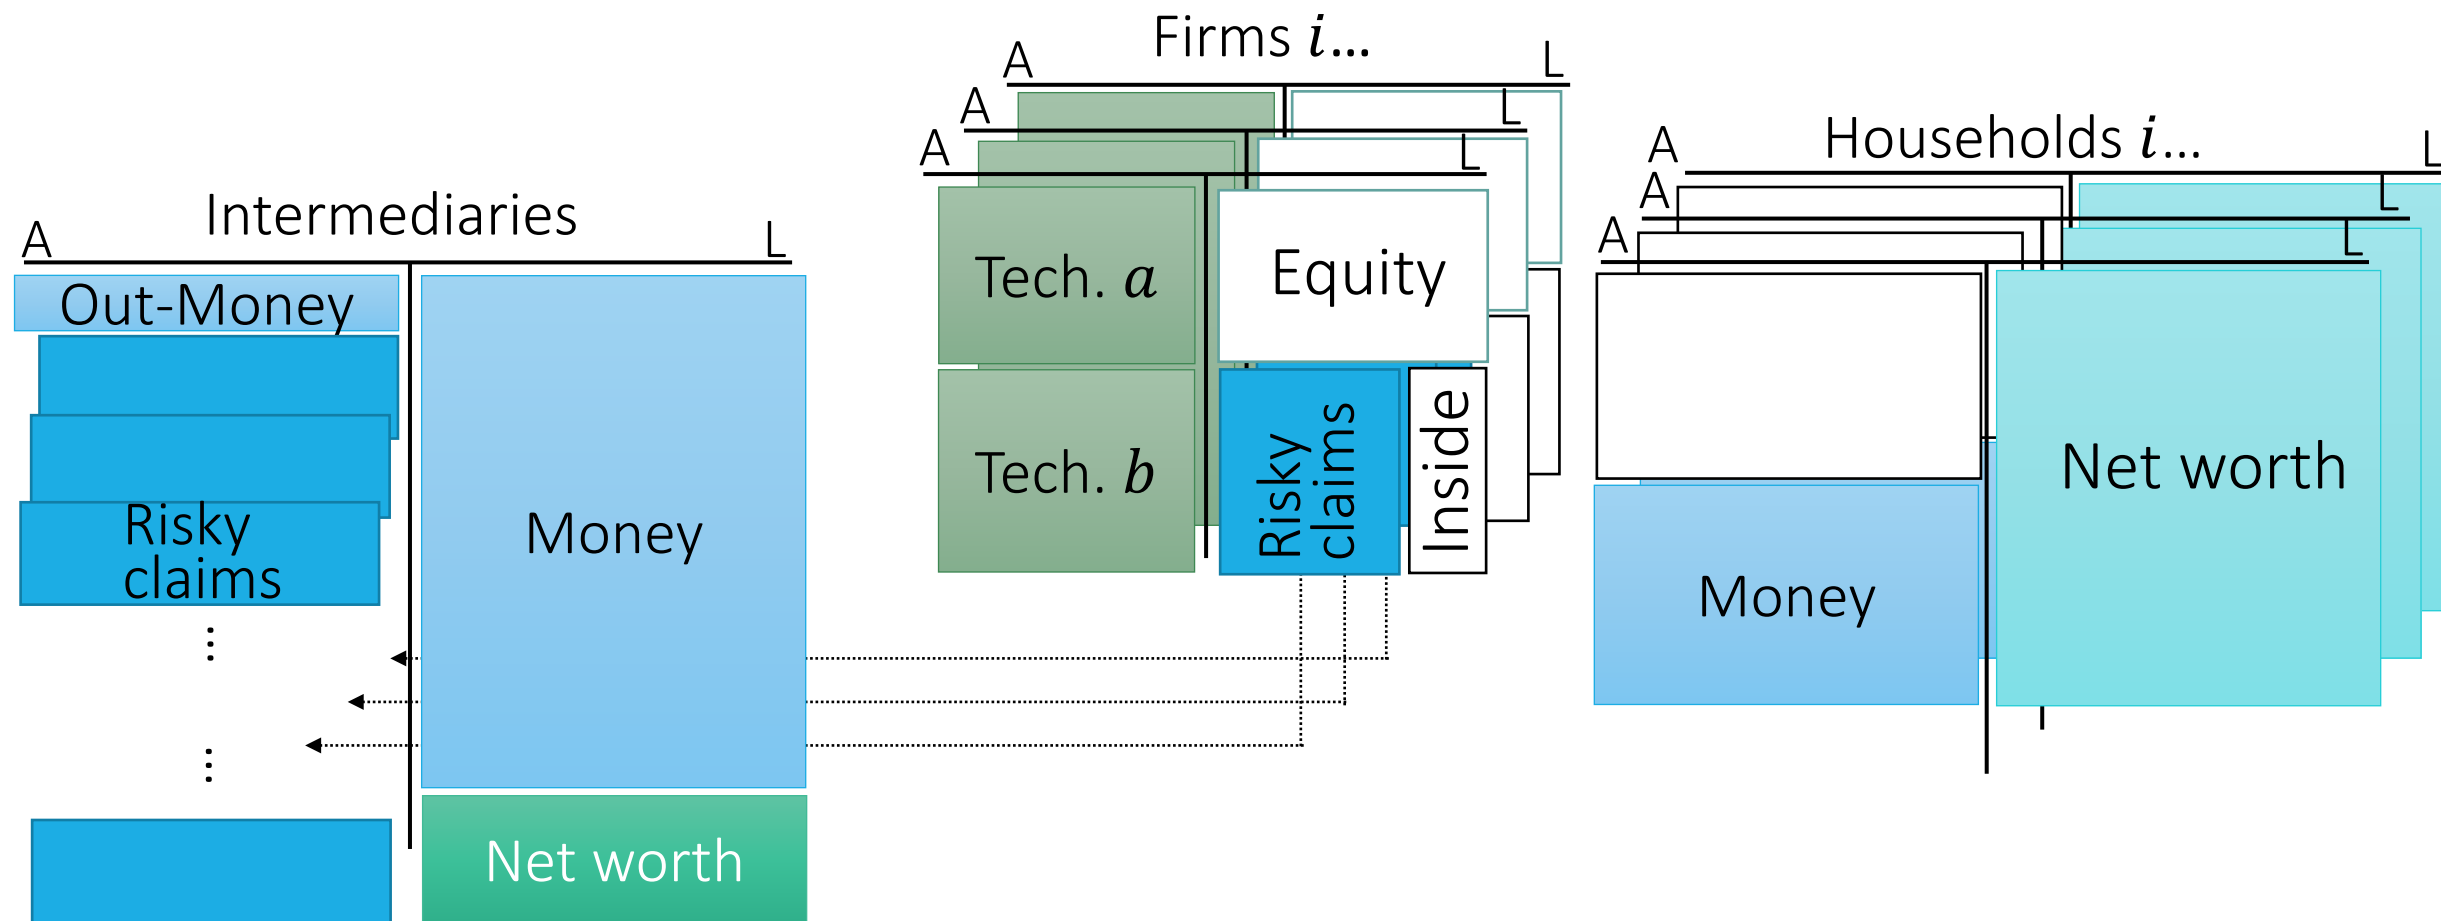 Firms i...
A L
A L
A L
Households i...
A L
A L
A L
Intermediaries
A L
Out-Money
Risky
claims
⋮
⋮
Money
Net worth
Tech. a
Equity
Tech. b
Risky
claims
Inside
Money
Net worth